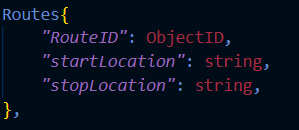 Routes{
"RouteID": ObjectID,
"startLocation": string,
"stopLocation": string,
},